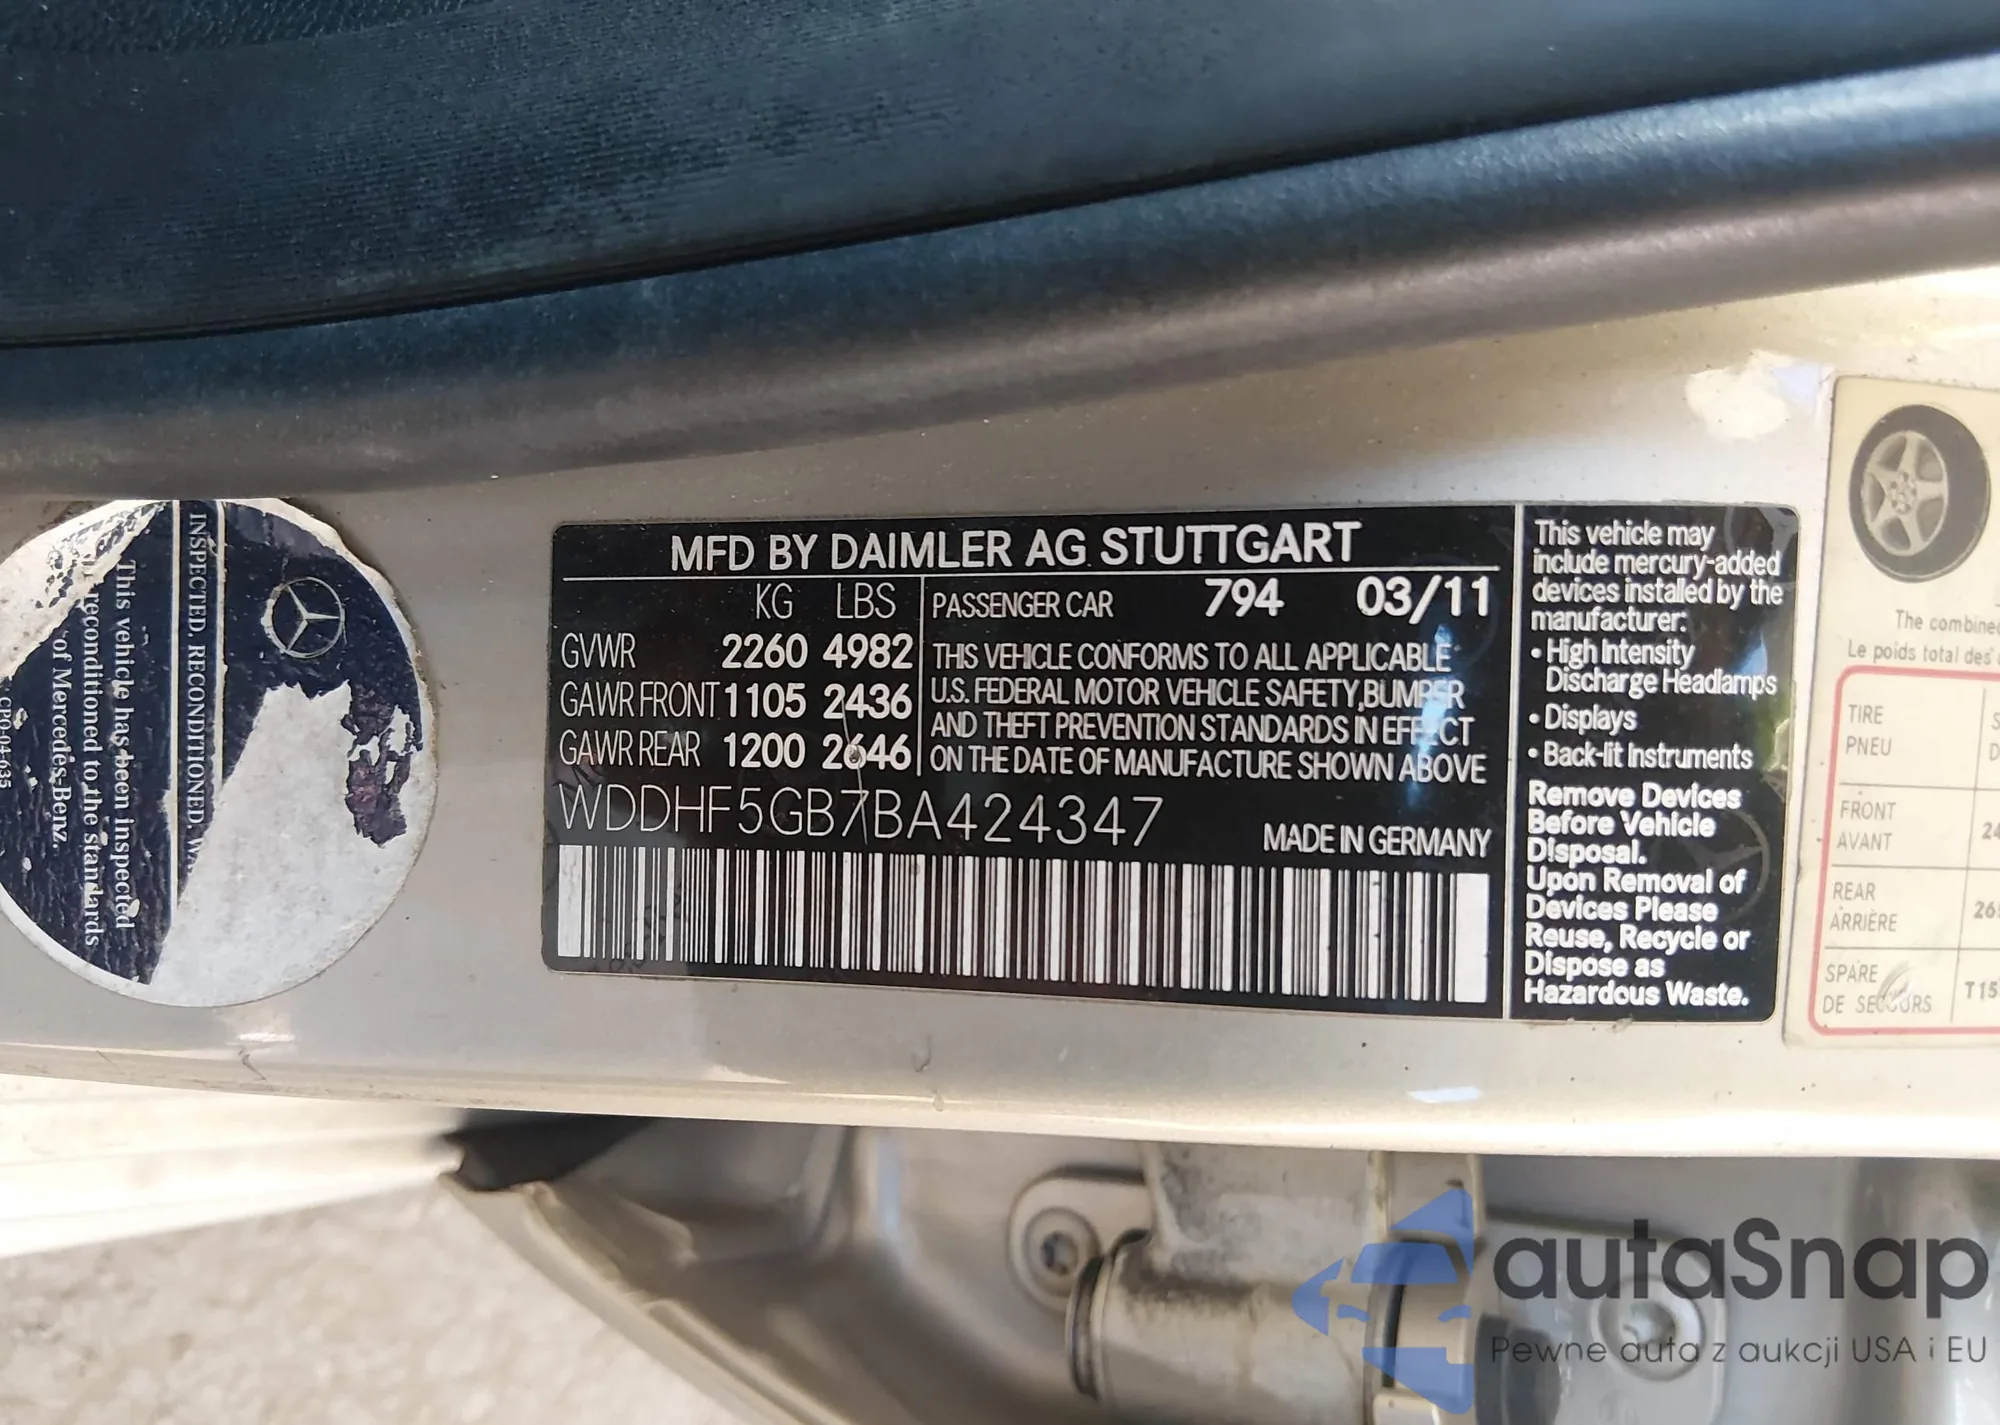 INSPECTED. RECONDITIONED.
This vehicle has been inspected
reconditioned to the standards
of Mercedes-Benz.
CPO-04-635
MFD BY DAIMLER AG STUTTGART
KG LBS
GVWR 2260 4982
GAWR FRONT 1105 2436
GAWR REAR 1200 2646
PASSENGER CAR 794 03/11
THIS VEHICLE CONFORMS TO ALL APPLICABLE
U.S. FEDERAL MOTOR VEHICLE SAFETY,BUMPER
AND THEFT PREVENTION STANDARDS IN EFFECT
ON THE DATE OF MANUFACTURE SHOWN ABOVE
WDDHF5GB7BA424347
MADE IN GERMANY
This vehicle may
include mercury-added
devices installed by the
manufacturer:
• High Intensity
Discharge Headlamps
• Displays
• Back-lit Instruments
Remove Devices
Before Vehicle
Disposal.
Upon Removal of
Devices Please
Reuse, Recycle or
Dispose as
Hazardous Waste.
The combined
Le poids total des
TIRE
PNEU
FRONT
AVANT
REAR
ARRIÈRE
SPARE
DE SECOURS
T15
autaSnap
Pewne auta z aukcji USA i EU